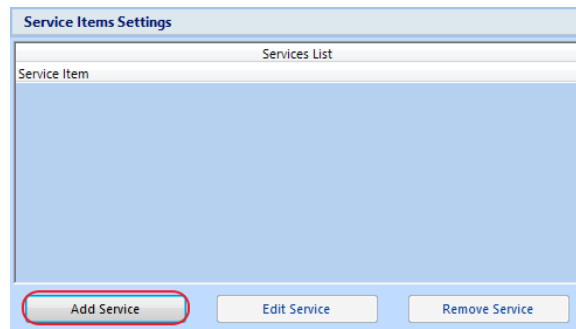 Service Items Settings
Services List
Service Item
Add Service Edit Service Remove Service